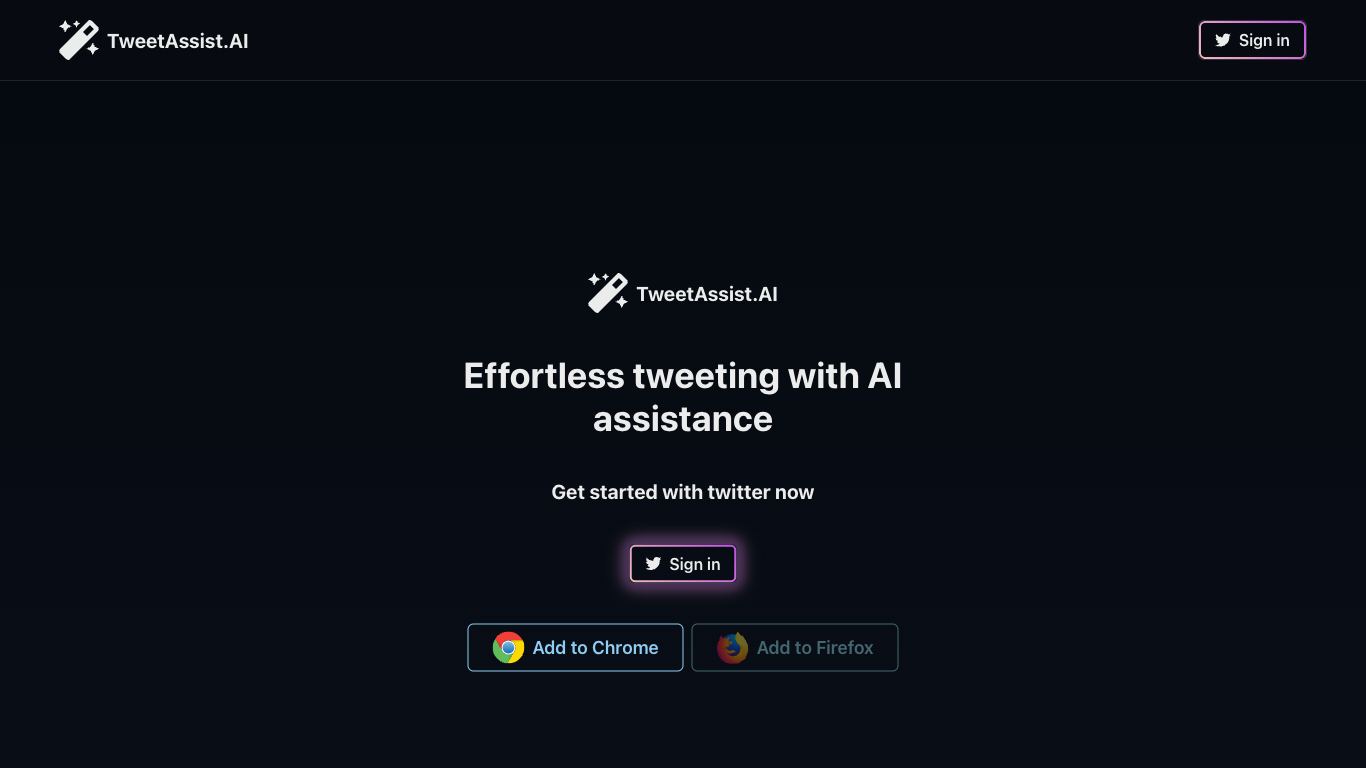 TweetAssist.AI
Sign in
TweetAssist.AI
Effortless tweeting with AI
assistance
Get started with twitter now
Sign in
Add to Chrome
Add to Firefox